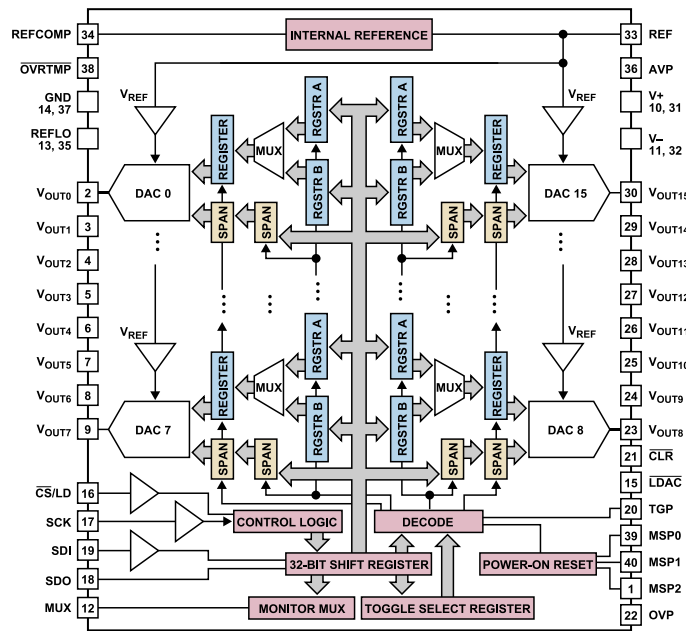 REFCOMP 34 INTERNAL REFERENCE 33 REF
OVRTMP 38 36 AVP
GND
14, 37
VREF
VREF
V+
10, 31
REFLO
13, 35
V–
11, 32
REGISTER
MUX
RGSTR A
RGSTR A
MUX
REGISTER
RGSTR B
RGSTR B
VOUT0 2 DAC 0 DAC 15 30 VOUT15
SPAN
SPAN
SPAN
SPAN
VOUT1 3 29 VOUT14
VOUT2 4 28 VOUT13
VOUT3 5 27 VOUT12
VOUT4 6 26 VOUT11
VREF
VREF
RGSTR A
RGSTR A
VOUT5 7 25 VOUT10
REGISTER
MUX
MUX
REGISTER
VOUT6 8 24 VOUT9
RGSTR B
RGSTR B
VOUT7 9 DAC 7 DAC 8 23 VOUT8
SPAN
SPAN
SPAN
SPAN
21 CLR
15 LDAC
CS/LD 16
20 TGP
SCK 17 CONTROL LOGIC DECODE
39 MSP0
SDI 19
32-BIT SHIFT REGISTER POWER-ON RESET 40 MSP1
SDO 18
1 MSP2
MUX 12 MONITOR MUX TOGGLE SELECT REGISTER
22 OVP